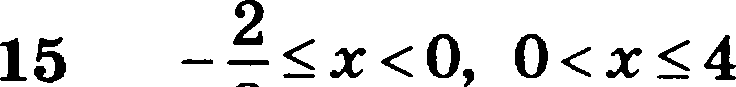 15 -2/ ≤ x < 0, 0 < x ≤ 4